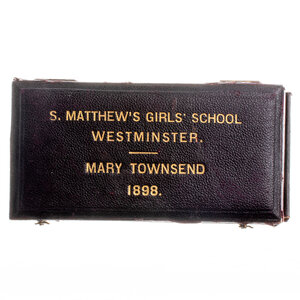 S. MATTHEW'S GIRLS' SCHOOL
WESTMINSTER.
MARY TOWNSEND
1898.